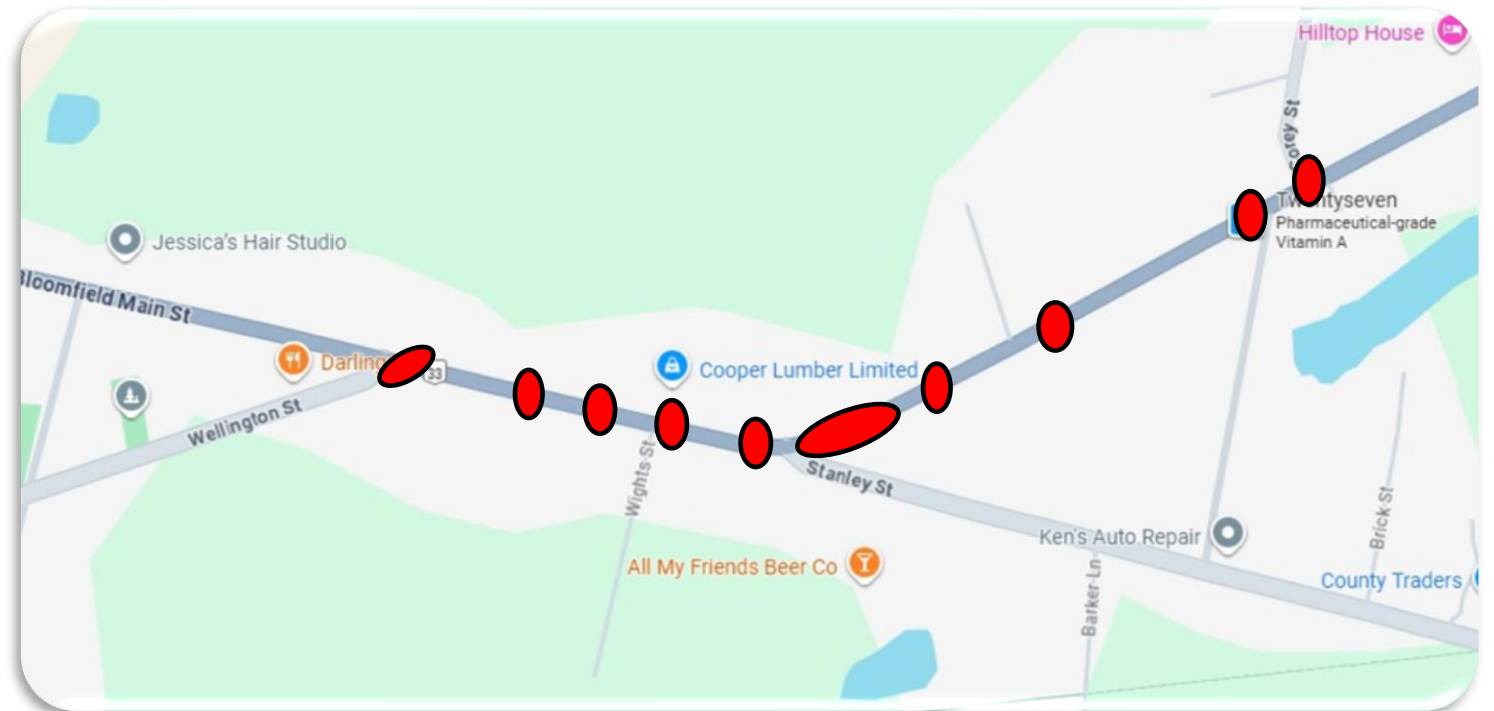 Hilltop House
Twentyseven
Pharmaceutical-grade
Vitamin A
Jessica's Hair Studio
Bloomfield Main St
Darling
33
Cooper Lumber Limited
Wellington St
Wights St
Stanley St
Ken's Auto Repair
Brick St
All My Friends Beer Co
Barker Ln
County Traders